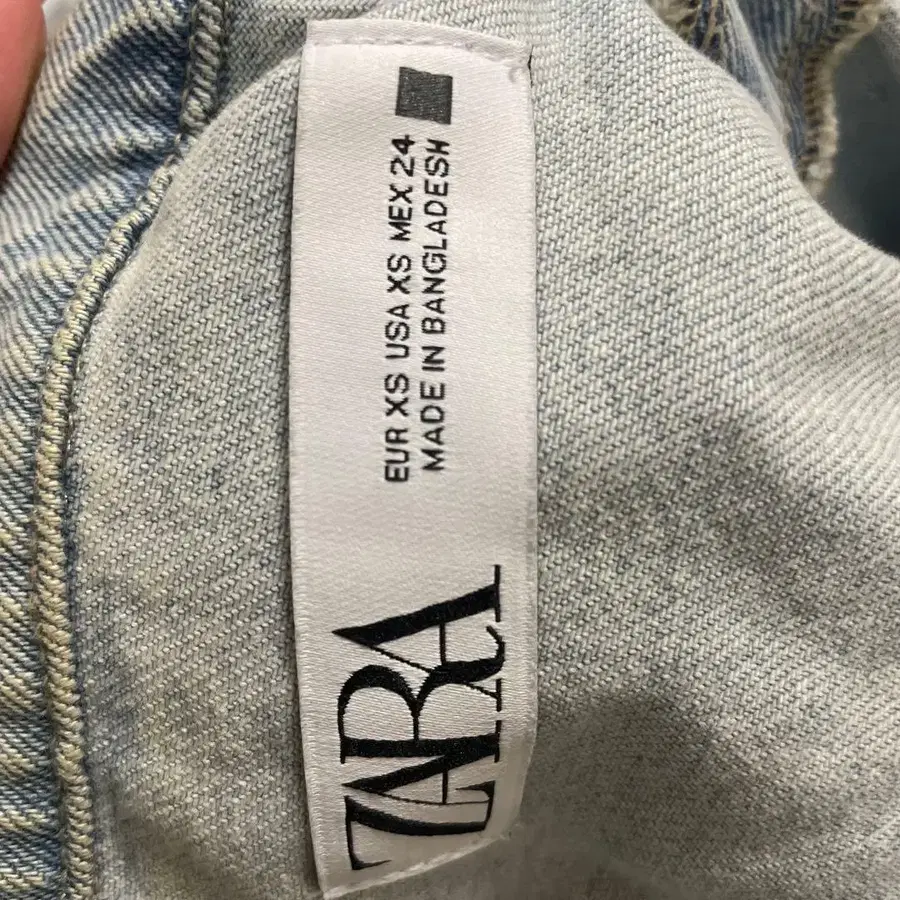 ZARA
EUR XS USA XS MEX 24
MADE IN BANGLADESH